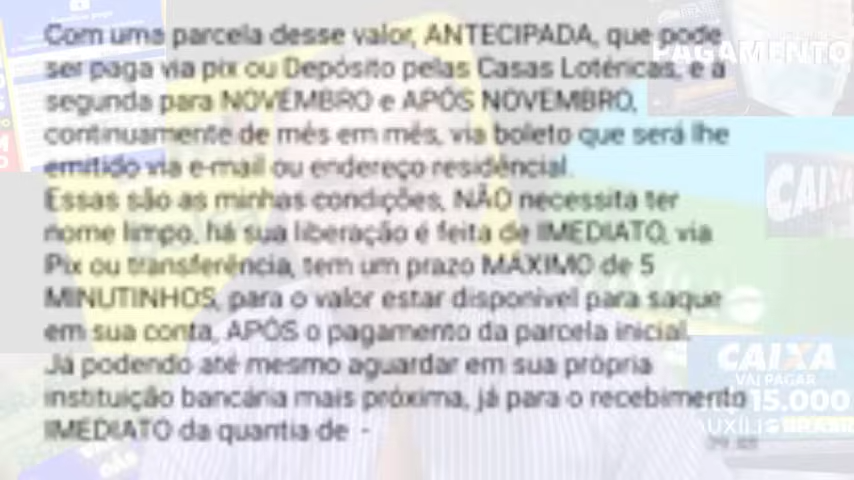 Com uma parcela desse valor, ANTECIPADA, que pode
ser paga via pix ou Depósito pelas Casas Lotéricas, e a
segunda para NOVEMBRO e APÓS NOVEMBRO,
continuamente de mês em mês, via boleto que será lhe
emitido via e-mail ou endereço residêncial.
Essas são as minhas condições, NÃO necessita ter
nome limpo, há sua liberação é feita de IMEDIATO, via
Pix ou transferência, tem um prazo MÁXIMO de 5
MINUTINHOS, para o valor estar disponível para saque
em sua conta, APÓS o pagamento da parcela inicial.
Já podendo até mesmo aguardar em sua própria
instituição bancária mais próxima, já para o recebimento
IMEDIATO da quantia de -
PAGAMENTO
CAIXA
CAIXA
VAI PAGAR
15.000
AUXÍLIO BRASIL